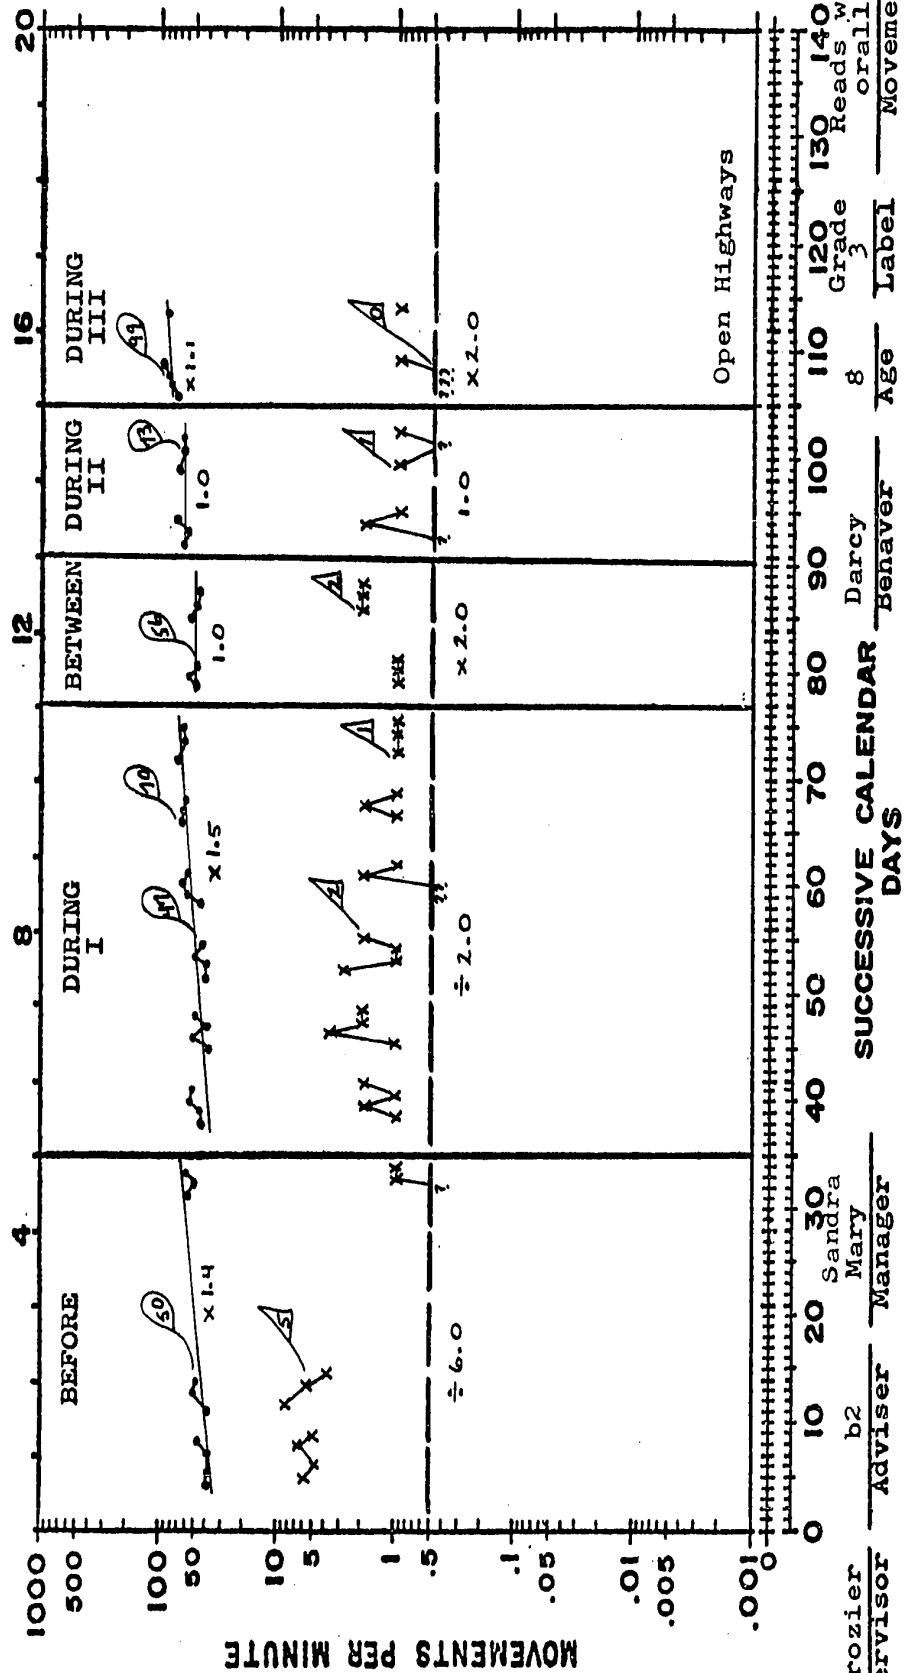 4 8 12 16 20
BEFORE DURING BETWEEN DURING DURING
I II III
MOVEMENTS PER MINUTE
1000
500
100
50
10
5
1
.5
.1
.05
.01
.005
.001
0
50 47 70 54 73 99
x 1.4 x 1.5 1.0 1.0 x 1.1
5 2 1 2 1 0
? ?? ? ? ???
÷ 6.0 ÷ 2.0 x 2.0 1.0 x 2.0
Open Highways
0 10 20 30 40 50 60 70 80 90 100 110 120 130 140
SUCCESSIVE CALENDAR
DAYS
Sandra Grade Reads w
rozier b2 Mary Darcy 8 3 orall
ervisor Adviser Manager Behaver Age Label Moveme